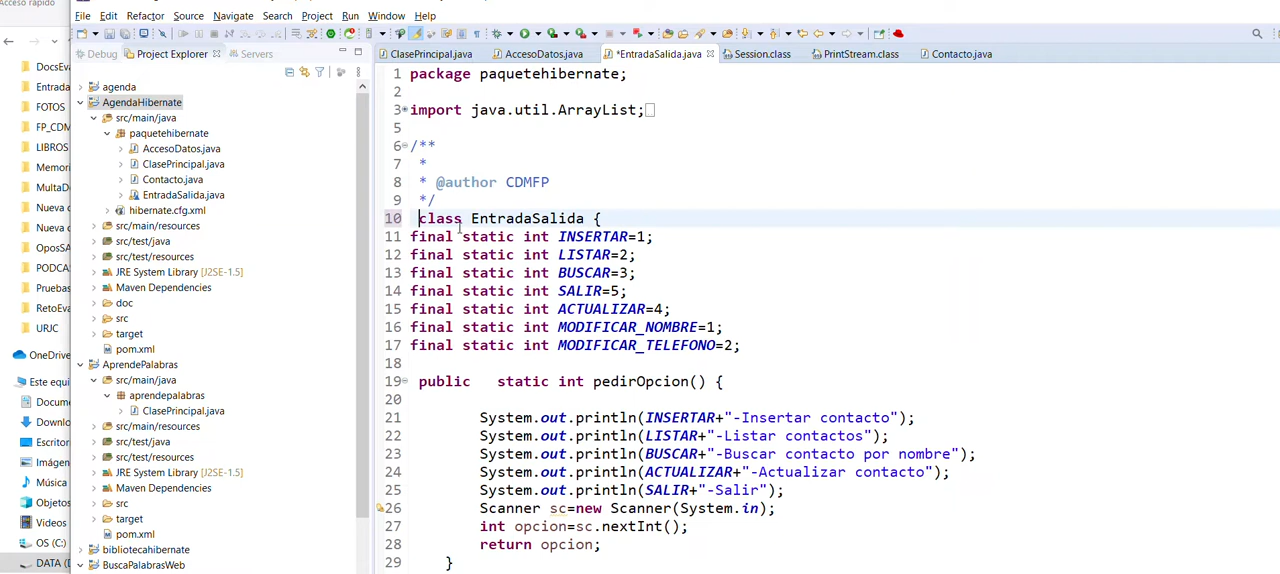 Acceso rápido
File Edit Refactor Source Navigate Search Project Run Window Help
Debug Project Explorer Servers
ClasePrincipal.java AccesoDatos.java *EntradaSalida.java Session.class PrintStream.class Contacto.java
DocsEva
Entrada
FOTOS
FP_CDM
LIBROS
Memori
MultaDo
Nueva c
Nueva c
OposSA
PODCA
Pruebas
RetoEva
URJC
OneDrive
Este equi
Docume
Downlo
Escritor
Imágen
Música
Objetos
Videos
OS (C:)
DATA (D
agenda
AgendaHibernate
src/main/java
paquetehibernate
AccesoDatos.java
ClasePrincipal.java
Contacto.java
EntradaSalida.java
hibernate.cfg.xml
src/main/resources
src/test/java
src/test/resources
JRE System Library [J2SE-1.5]
Maven Dependencies
doc
src
target
pom.xml
AprendePalabras
src/main/java
aprendepalabras
ClasePrincipal.java
src/main/resources
src/test/java
src/test/resources
JRE System Library [J2SE-1.5]
Maven Dependencies
src
target
pom.xml
bibliotecahibernate
BuscaPalabrasWeb
1 package paquetehibernate;
2
3 import java.util.ArrayList;
5
6 /**
7 *
8 * @author CDMFP
9 */
10 class EntradaSalida {
11 final static int INSERTAR=1;
12 final static int LISTAR=2;
13 final static int BUSCAR=3;
14 final static int SALIR=5;
15 final static int ACTUALIZAR=4;
16 final static int MODIFICAR_NOMBRE=1;
17 final static int MODIFICAR_TELEFONO=2;
18
19 public static int pedirOpcion() {
20
21 System.out.println(INSERTAR+"-Insertar contacto");
22 System.out.println(LISTAR+"-Listar contactos");
23 System.out.println(BUSCAR+"-Buscar contacto por nombre");
24 System.out.println(ACTUALIZAR+"-Actualizar contacto");
25 System.out.println(SALIR+"-Salir");
26 Scanner sc=new Scanner(System.in);
27 int opcion=sc.nextInt();
28 return opcion;
29 }